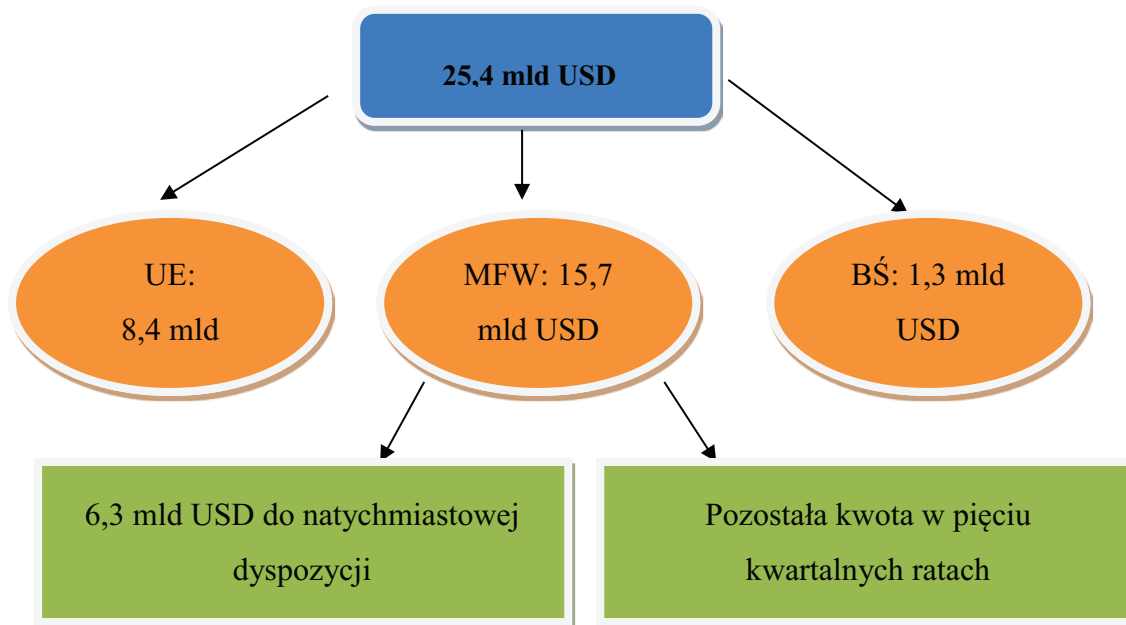 25,4 mld USD
UE:
8,4 mld
MFW: 15,7
mld USD
BŚ: 1,3 mld
USD
6,3 mld USD do natychmiastowej
dyspozycji
Pozostała kwota w pięciu
kwartalnych ratach